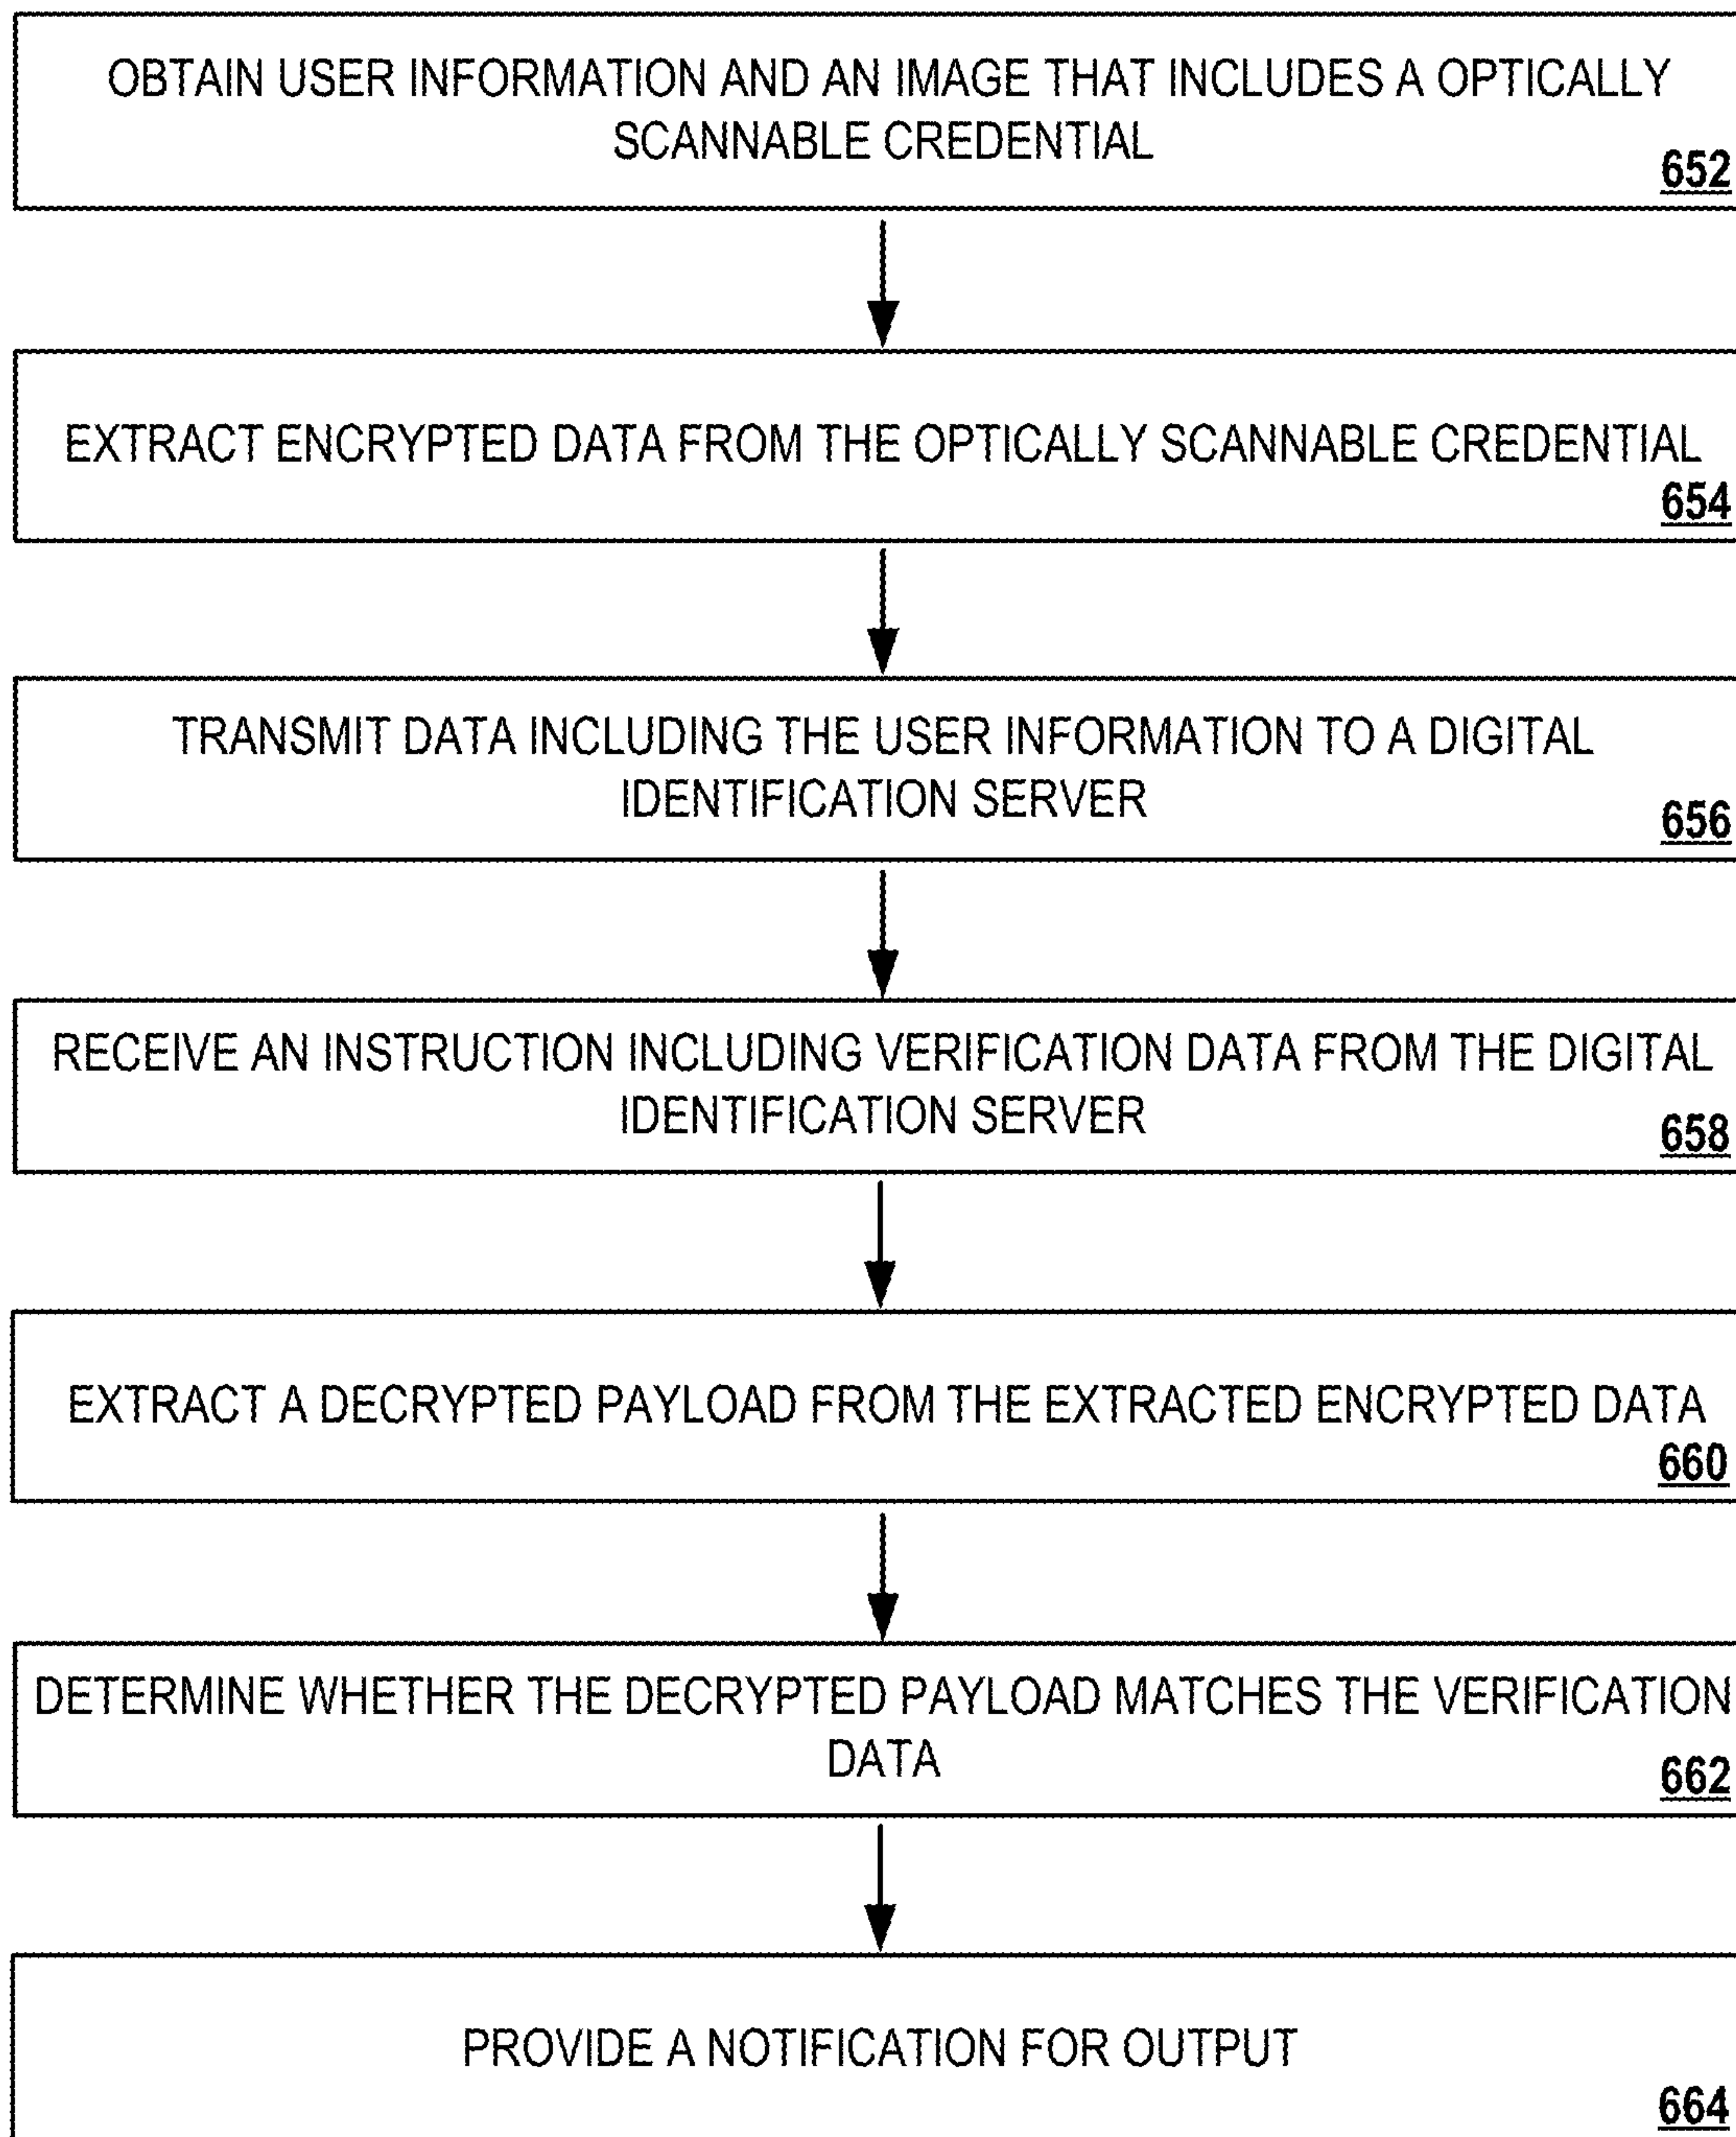 OBTAIN USER INFORMATION AND AN IMAGE THAT INCLUDES A OPTICALLY
SCANNABLE CREDENTIAL
652
EXTRACT ENCRYPTED DATA FROM THE OPTICALLY SCANNABLE CREDENTIAL
654
TRANSMIT DATA INCLUDING THE USER INFORMATION TO A DIGITAL
IDENTIFICATION SERVER
656
RECEIVE AN INSTRUCTION INCLUDING VERIFICATION DATA FROM THE DIGITAL
IDENTIFICATION SERVER
658
EXTRACT A DECRYPTED PAYLOAD FROM THE EXTRACTED ENCRYPTED DATA
660
DETERMINE WHETHER THE DECRYPTED PAYLOAD MATCHES THE VERIFICATION
DATA
662
PROVIDE A NOTIFICATION FOR OUTPUT
664